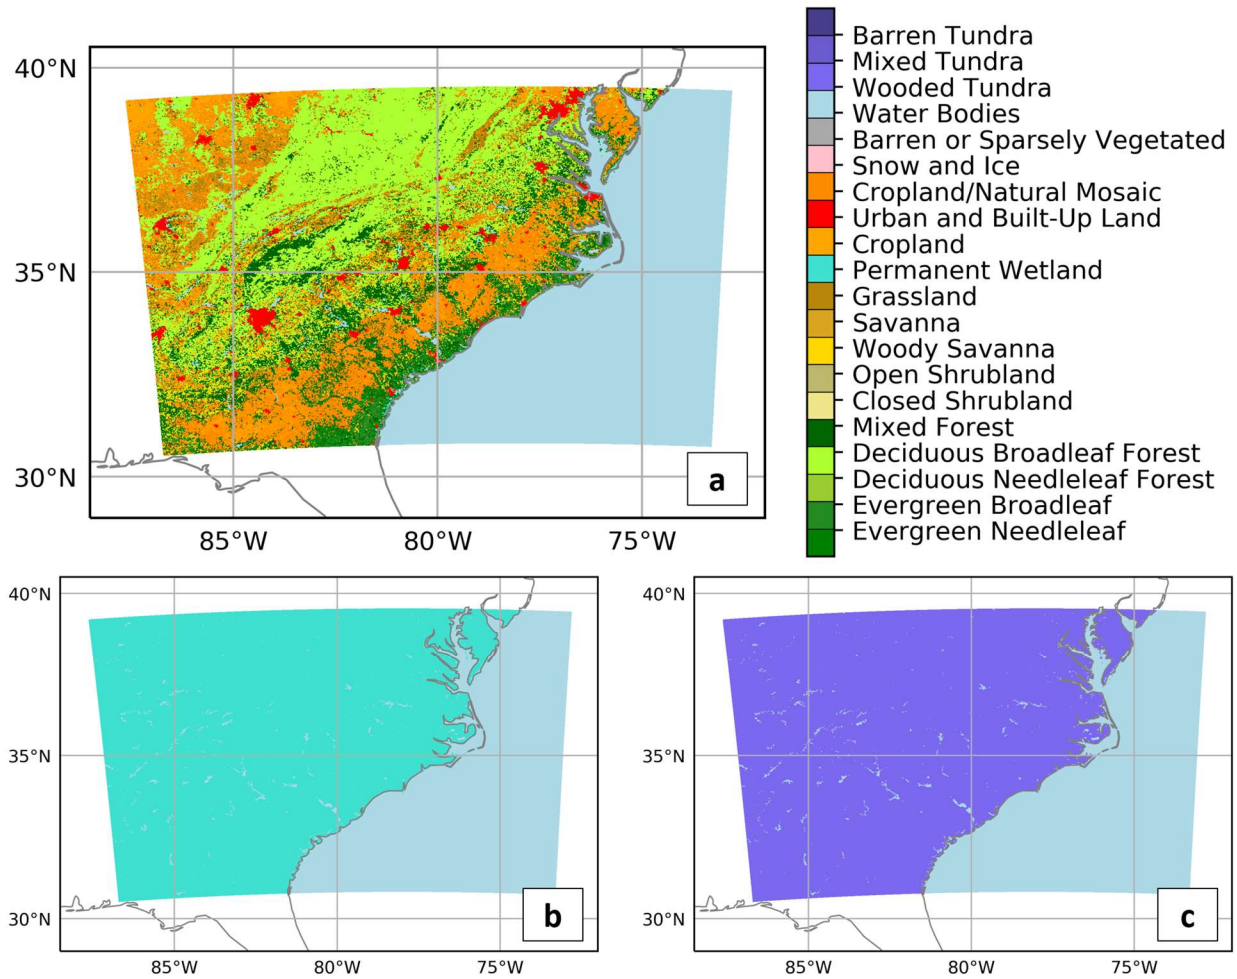 40°N
35°N
30°N
85°W
80°W
75°W
a
Barren Tundra
Mixed Tundra
Wooded Tundra
Water Bodies
Barren or Sparsely Vegetated
Snow and Ice
Cropland/Natural Mosaic
Urban and Built-Up Land
Cropland
Permanent Wetland
Grassland
Savanna
Woody Savanna
Open Shrubland
Closed Shrubland
Mixed Forest
Deciduous Broadleaf Forest
Deciduous Needleleaf Forest
Evergreen Broadleaf
Evergreen Needleleaf
40°N
35°N
30°N
85°W
80°W
75°W
b
40°N
35°N
30°N
85°W
80°W
75°W
c